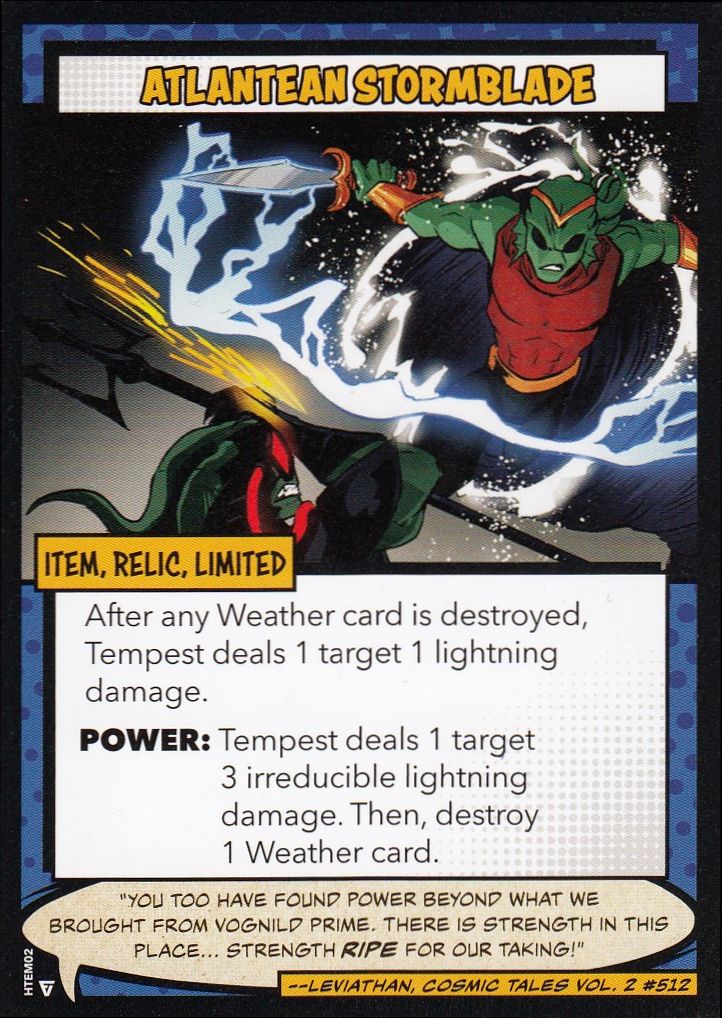 ATLANTEAN STORMBLADE
ITEM, RELIC, LIMITED
After any Weather card is destroyed,
Tempest deals 1 target 1 lightning
damage.
POWER: Tempest deals 1 target
3 irreducible lightning
damage. Then, destroy
1 Weather card.
"YOU TOO HAVE FOUND POWER BEYOND WHAT WE
BROUGHT FROM VOGNILD PRIME. THERE IS STRENGTH IN THIS
PLACE... STRENGTH RIPE FOR OUR TAKING!"
--LEVIATHAN, COSMIC TALES VOL. 2 #512
HTEM02